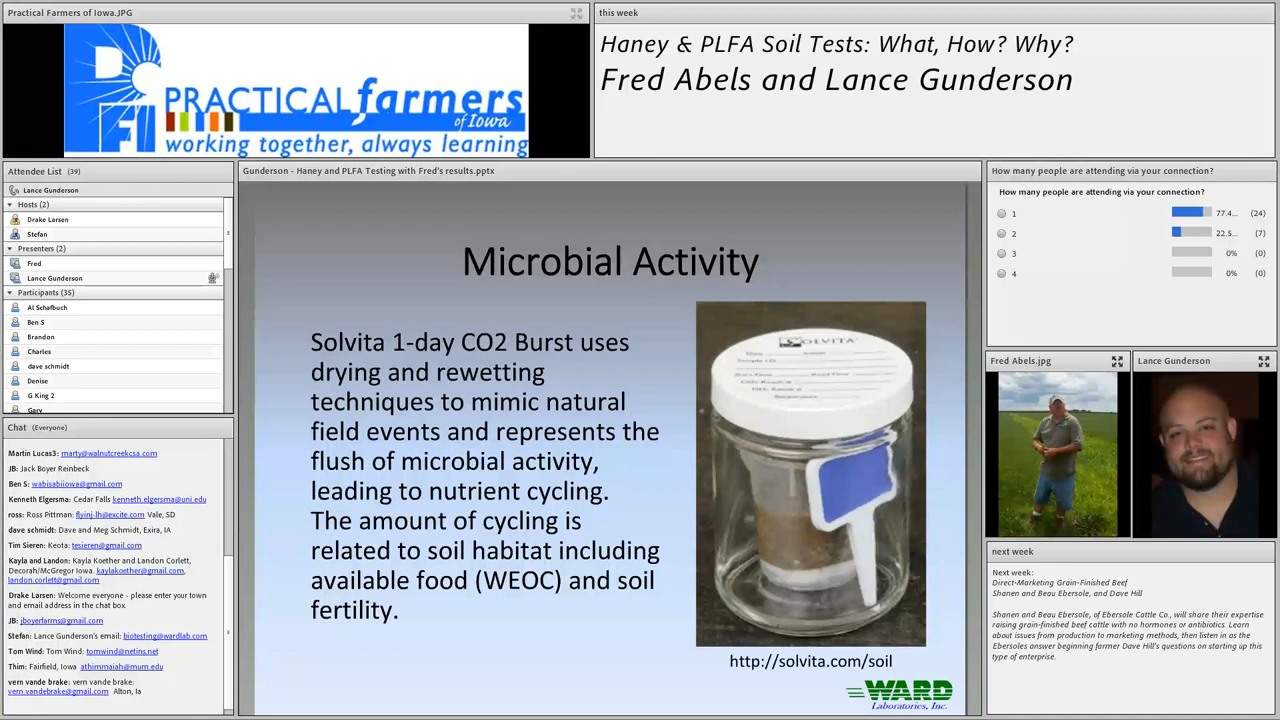 Practical Farmers of Iowa.JPG
PRACTICAL farmers
of Iowa
working together, always learning
PFI
this week
Haney & PLFA Soil Tests: What, How? Why?
Fred Abels and Lance Gunderson
Attendee List (39)
Lance Gunderson
Hosts (2)
Drake Larsen
Stefan
Presenters (2)
Fred
Lance Gunderson
Participants (35)
Al Schafbuch
Ben S
Brandon
Charles
dave schmidt
Denise
G King 2
Gary
Chat (Everyone)
Martin Lucas3: marty@walnutcreekcsa.com
JB: Jack Boyer Reinbeck
Ben S: wabisabiiowa@gmail.com
Kenneth Elgersma: Cedar Falls kenneth.elgersma@uni.edu
ross: Ross Pittman: flyinj-lh@excite.com Vale, SD
dave schmidt: Dave and Meg Schmidt, Exira, IA
Tim Sieren: Keota: tesieren@gmail.com
Kayla and Landon: Kayla Koether and Landon Corlett,
Decorah/McGregor Iowa. kaylakoether@gmail.com,
landon.corlett@gmail.com
Drake Larsen: Welcome everyone - please enter your town
and email address in the chat box.
JB: jboyerfarms@gmail.com
Stefan: Lance Gunderson's email: biotesting@wardlab.com
Tom Wind: Tom Wind: tomwind@netins.net
Thim: Fairfield, Iowa athimmaiah@mum.edu
vern vande brake: vern vande brake:
vern.vandebrake@gmail.com Alton, Ia
Gunderson - Haney and PLFA Testing with Fred's results.pptx
Microbial Activity
Solvita 1-day CO2 Burst uses
drying and rewetting
techniques to mimic natural
field events and represents the
flush of microbial activity,
leading to nutrient cycling.
The amount of cycling is
related to soil habitat including
available food (WEOC) and soil
fertility.
SOLVITA
http://solvita.com/soil
WARD
Laboratories, Inc.
How many people are attending via your connection?
How many people are attending via your connection?
1 77.4... (24)
2 22.5... (7)
3 0% (0)
4 0% (0)
Fred Abels.jpg
Lance Gunderson
next week
Next week:
Direct-Marketing Grain-Finished Beef
Shanen and Beau Ebersole, and Dave Hill
Shanen and Beau Ebersole, of Ebersole Cattle Co., will share their expertise
raising grain-finished beef cattle with no hormones or antibiotics. Learn
about issues from production to marketing methods, then listen in as the
Ebersoles answer beginning farmer Dave Hill's questions on starting up this
type of enterprise.